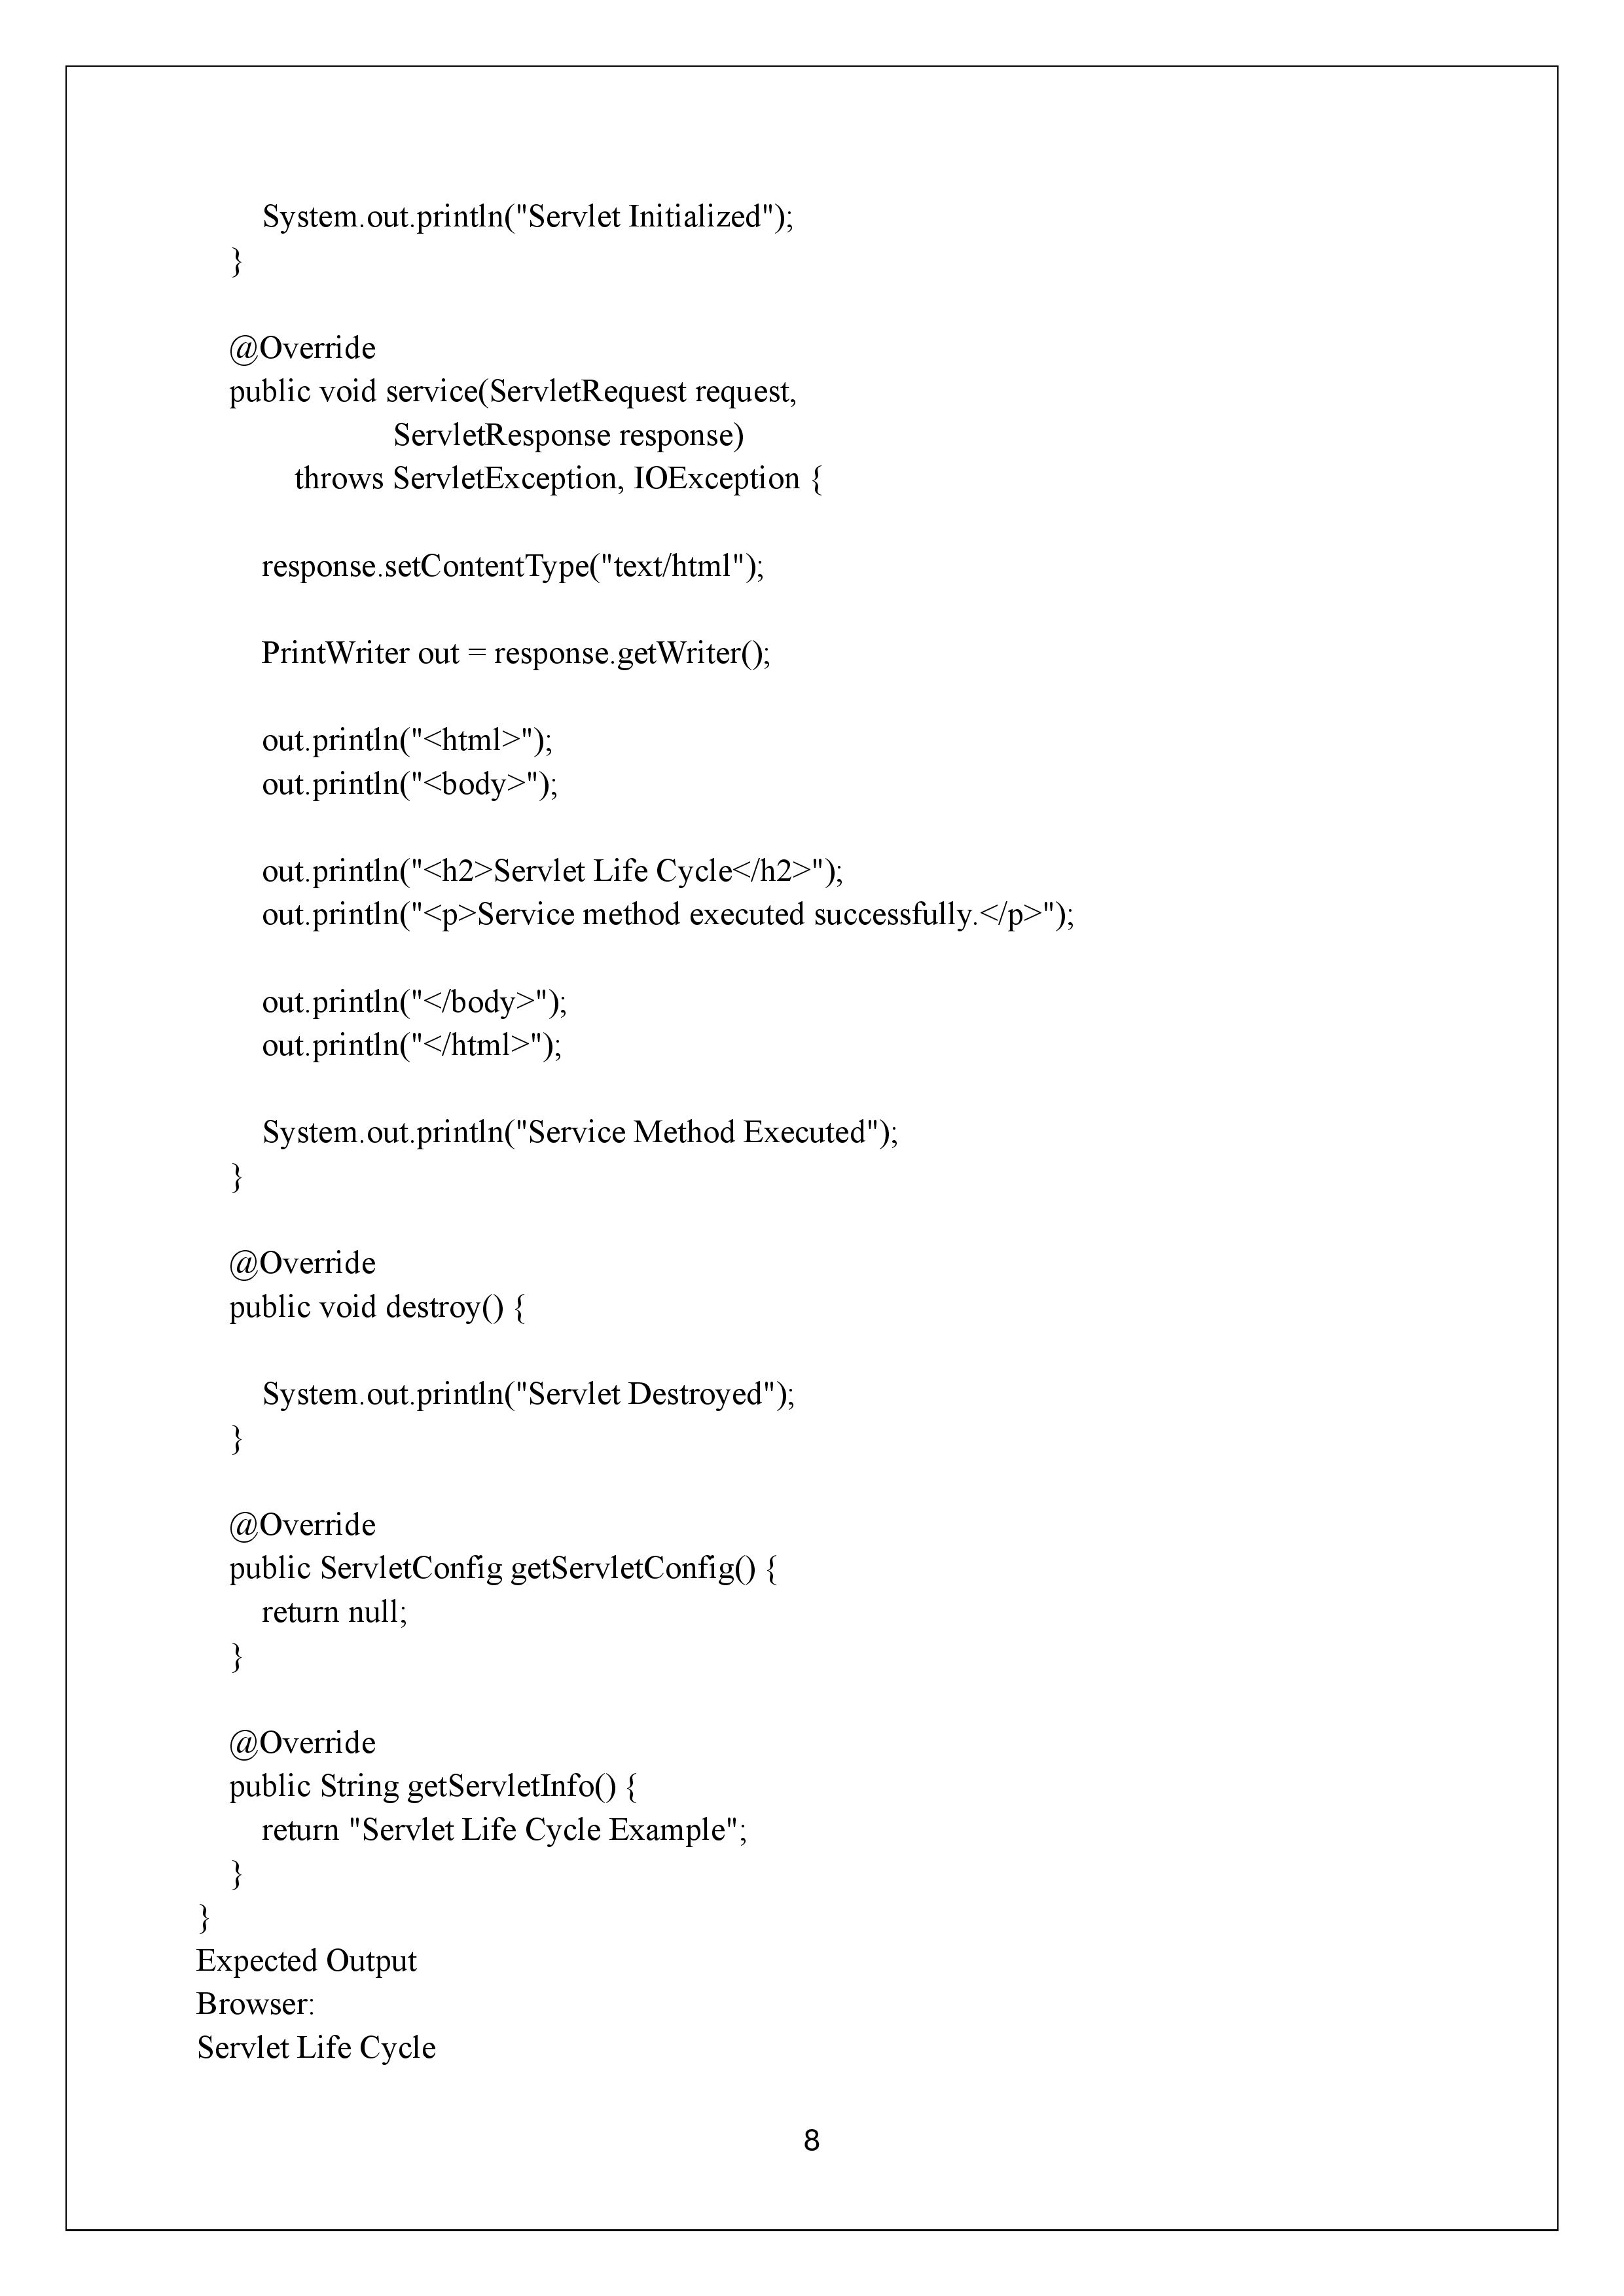 System.out.println("Servlet Initialized");
}
@Override
public void service(ServletRequest request,
ServletResponse response)
throws ServletException, IOException {
response.setContentType("text/html");
PrintWriter out = response.getWriter();
out.println("<html>");
out.println("<body>");
out.println("<h2>Servlet Life Cycle</h2>");
out.println("<p>Service method executed successfully.</p>");
out.println("</body>");
out.println("</html>");
System.out.println("Service Method Executed");
}
@Override
public void destroy() {
System.out.println("Servlet Destroyed");
}
@Override
public ServletConfig getServletConfig() {
return null;
}
@Override
public String getServletInfo() {
return "Servlet Life Cycle Example";
}
}
Expected Output
Browser:
Servlet Life Cycle
8